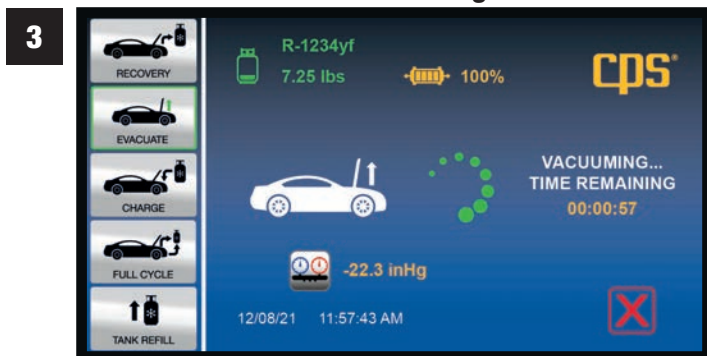 3
RECOVERY
EVACUATE
CHARGE
FULL CYCLE
TANK REFILL
R-1234yf
7.25 lbs
100%
cps®
VACUUMING...
TIME REMAINING
00:00:57
-22.3 inHg
12/08/21 11:57:43 AM